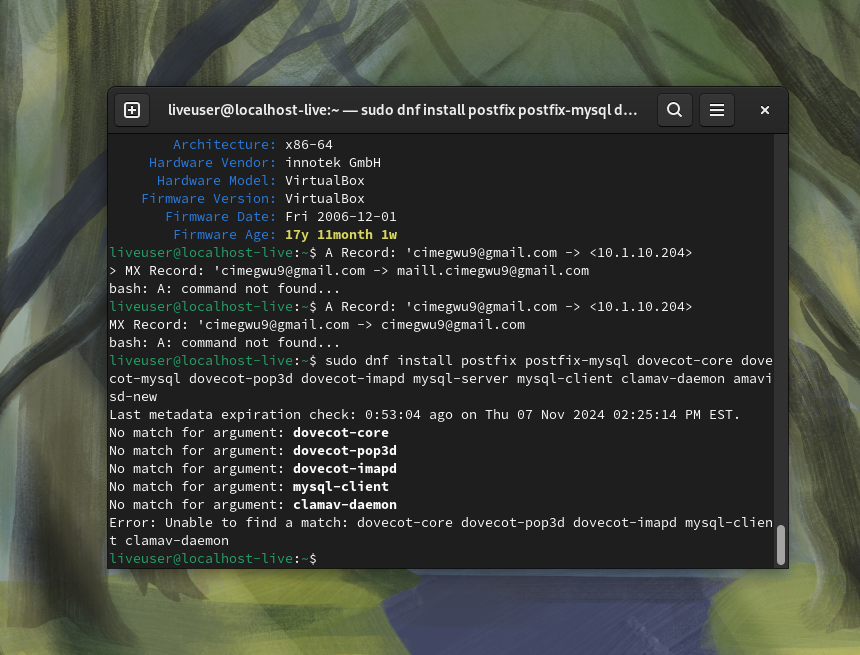 liveuser@localhost-live:~ — sudo dnf install postfix postfix-mysql d…
Architecture: x86-64
Hardware Vendor: innotek GmbH
Hardware Model: VirtualBox
Firmware Version: VirtualBox
Firmware Date: Fri 2006-12-01
Firmware Age: 17y 11month 1w
liveuser@localhost-live:~$ A Record: 'cimegwu9@gmail.com -> <10.1.10.204>
> MX Record: 'cimegwu9@gmail.com -> maill.cimegwu9@gmail.com
bash: A: command not found...
liveuser@localhost-live:~$ A Record: 'cimegwu9@gmail.com -> <10.1.10.204>
MX Record: 'cimegwu9@gmail.com -> cimegwu9@gmail.com
bash: A: command not found...
liveuser@localhost-live:~$ sudo dnf install postfix postfix-mysql dovecot-core dove
cot-mysql dovecot-pop3d dovecot-imapd mysql-server mysql-client clamav-daemon amavi
sd-new
Last metadata expiration check: 0:53:04 ago on Thu 07 Nov 2024 02:25:14 PM EST.
No match for argument: dovecot-core
No match for argument: dovecot-pop3d
No match for argument: dovecot-imapd
No match for argument: mysql-client
No match for argument: clamav-daemon
Error: Unable to find a match: dovecot-core dovecot-pop3d dovecot-imapd mysql-clien
t clamav-daemon
liveuser@localhost-live:~$